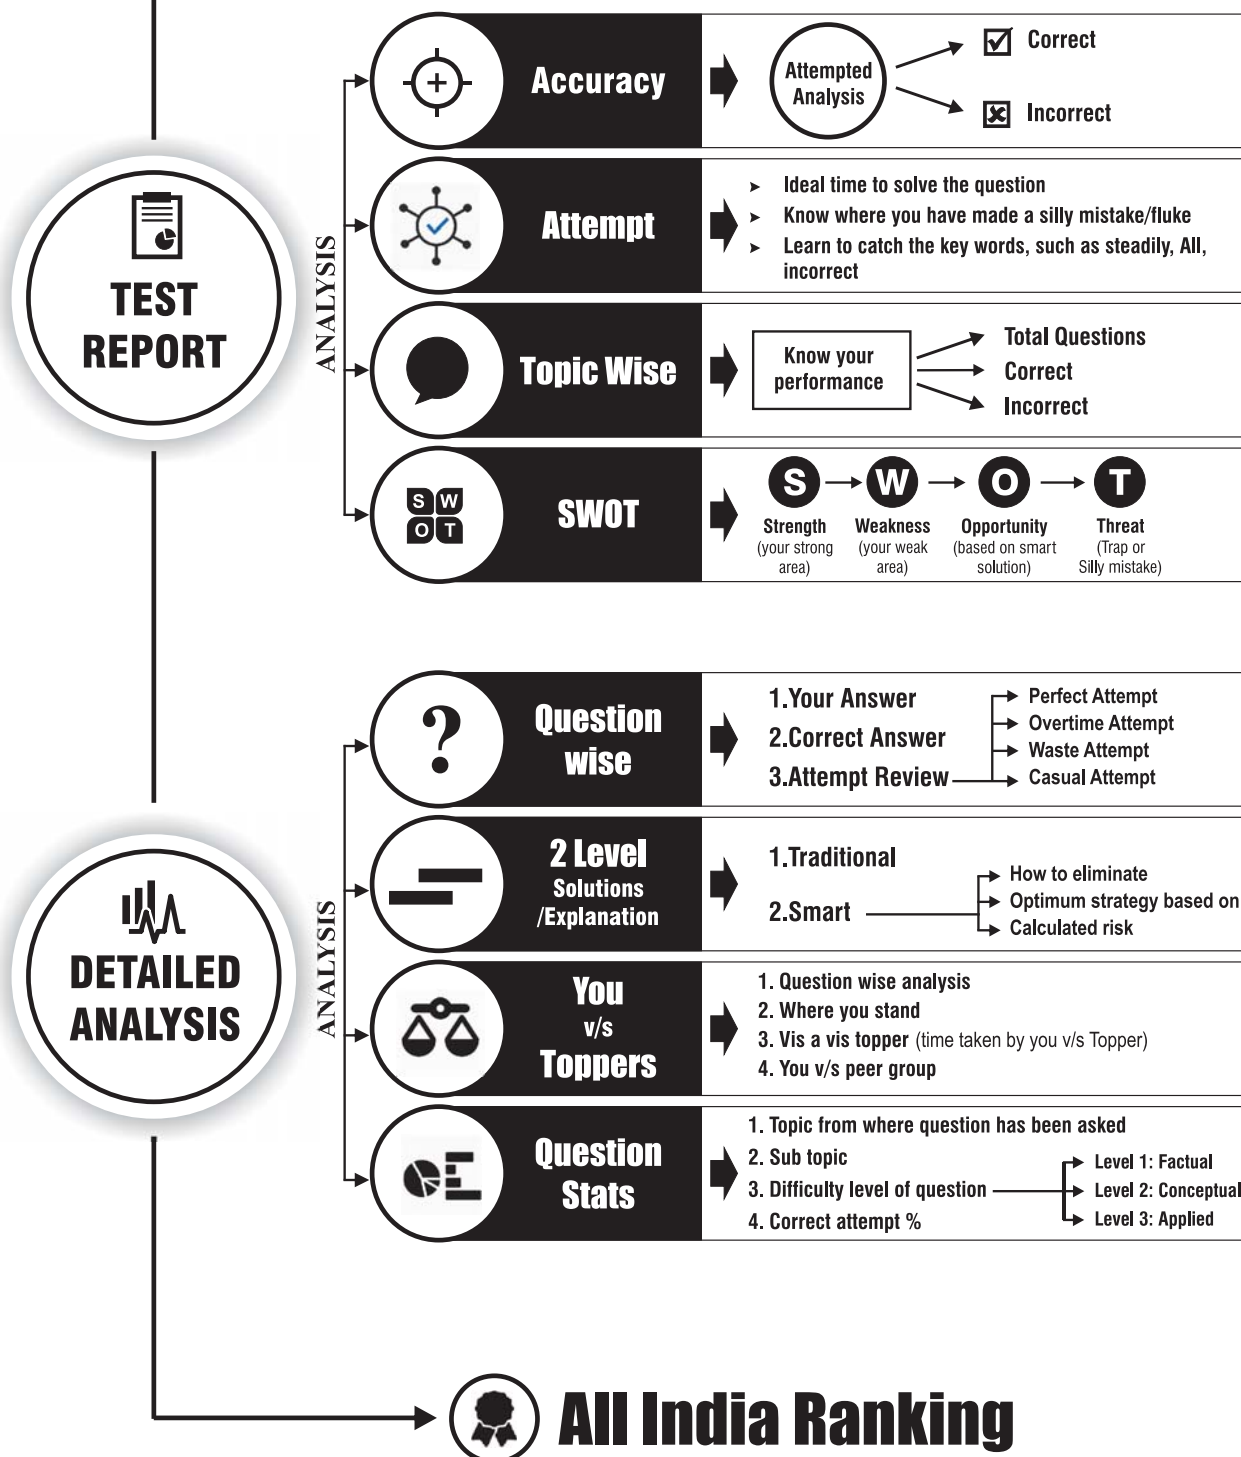 TEST
REPORT
ANALYSIS
Accuracy
Attempted
Analysis
Correct
Incorrect
Attempt
➤ Ideal time to solve the question
➤ Know where you have made a silly mistake/fluke
➤ Learn to catch the key words, such as steadily, All,
incorrect
Topic Wise
Know your
performance
Total Questions
Correct
Incorrect
S W
O T
SWOT
S W O T
Strength Weakness Opportunity Threat
(your strong (your weak (based on smart (Trap or
area) area) solution) Silly mistake)
DETAILED
ANALYSIS
ANALYSIS
?
Question
wise
1.Your Answer
2.Correct Answer
3.Attempt Review
Perfect Attempt
Overtime Attempt
Waste Attempt
Casual Attempt
2 Level
Solutions
/Explanation
1.Traditional
2.Smart
How to eliminate
Optimum strategy based on
Calculated risk
You
v/s
Toppers
1. Question wise analysis
2. Where you stand
3. Vis a vis topper (time taken by you v/s Topper)
4. You v/s peer group
Question
Stats
1. Topic from where question has been asked
2. Sub topic
3. Difficulty level of question
4. Correct attempt %
Level 1: Factual
Level 2: Conceptual
Level 3: Applied
All India Ranking